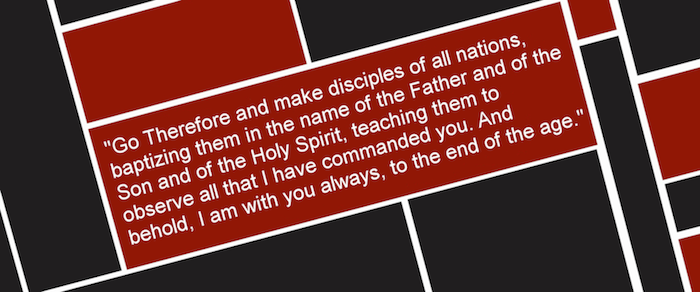 "Go Therefore and make disciples of all nations,
baptizing them in the name of the Father and of the
Son and of the Holy Spirit, teaching them to
observe all that I have commanded you. And
behold, I am with you always, to the end of the age."